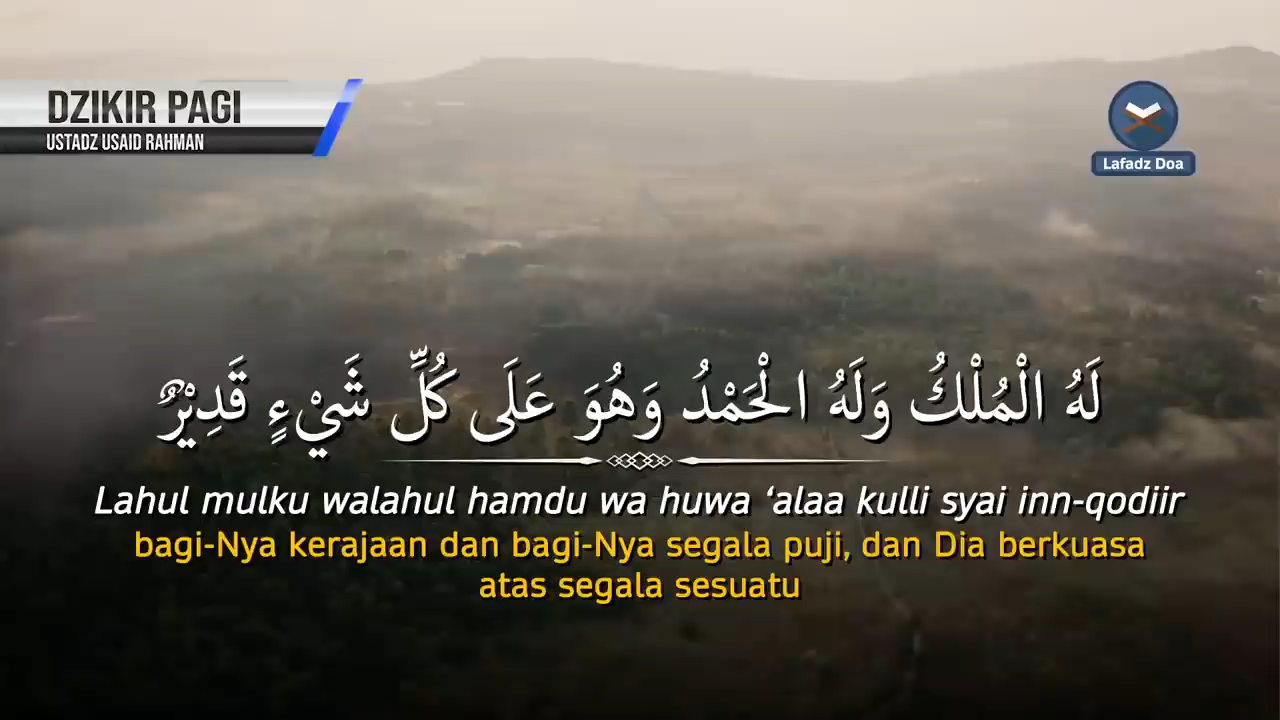 DZIKIR PAGI
USTADZ USAID RAHMAN
Lafadz Doa
لَهُ الْمُلْكُ وَلَهُ الْحَمْدُ وَهُوَ عَلَى كُلِّ شَيْءٍ قَدِيْرٌ
Lahul mulku walahul hamdu wa huwa ‘alaa kulli syai inn-qodiir
bagi-Nya kerajaan dan bagi-Nya segala puji, dan Dia berkuasa
atas segala sesuatu